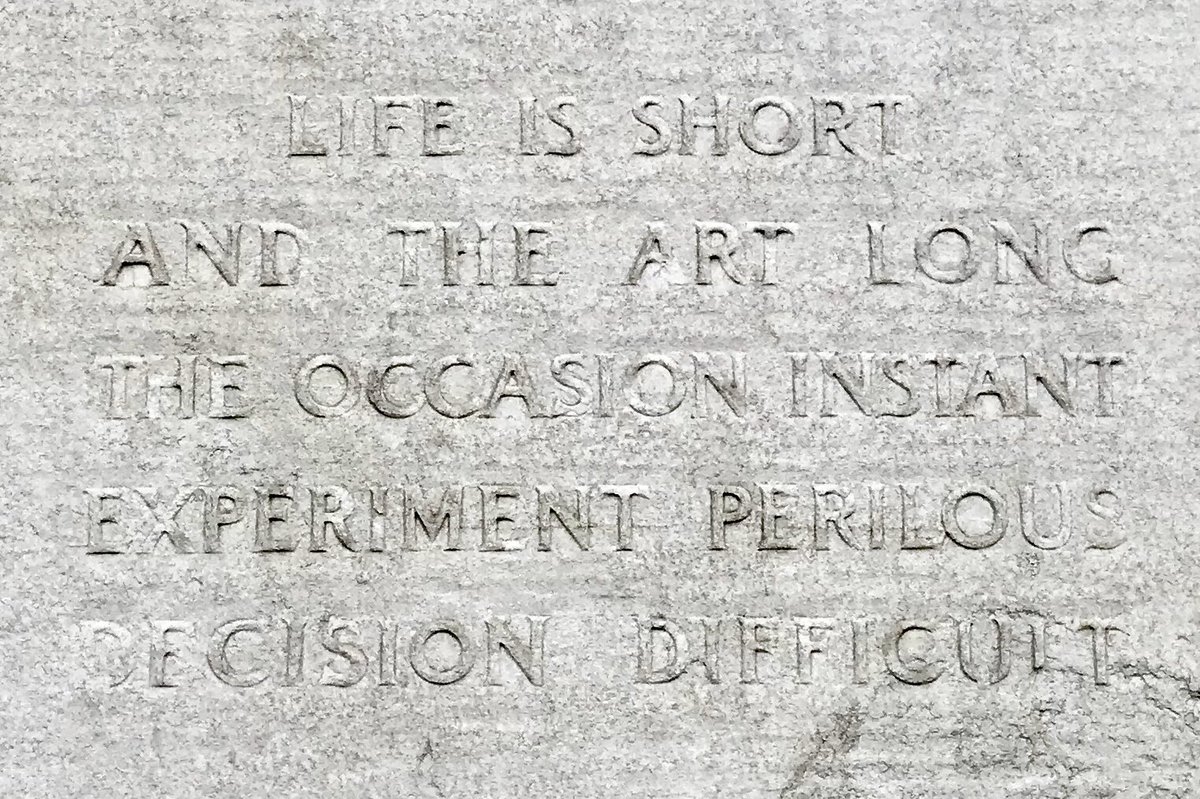 LIFE IS SHORT
AND THE ART LONG
THE OCCASION INSTANT
EXPERIMENT PERILOUS
DECISION DIFFICULT